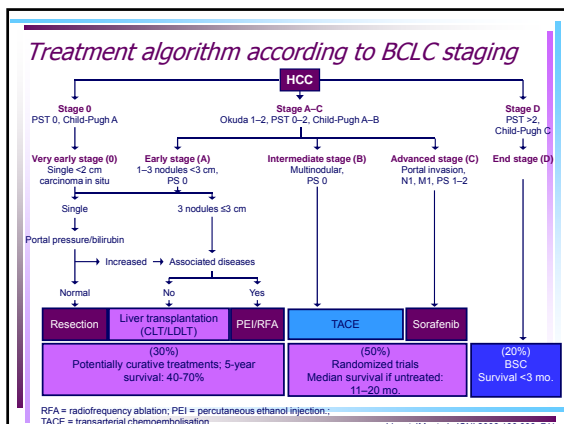 Treatment algorithm according to BCLC staging
HCC
Stage 0
PST 0, Child-Pugh A
Stage A–C
Okuda 1–2, PST 0–2, Child-Pugh A–B
Stage D
PST >2,
Child-Pugh C
Very early stage (0)
Single <2 cm
carcinoma in situ
Early stage (A)
1–3 nodules <3 cm,
PS 0
Intermediate stage (B)
Multinodular,
PS 0
Advanced stage (C)
Portal invasion,
N1, M1, PS 1–2
End stage (D)
Single
3 nodules ≤3 cm
Portal pressure/bilirubin
Increased
Associated diseases
Normal
No
Yes
Resection
Liver transplantation
(CLT/LDLT)
PEI/RFA
TACE
Sorafenib
(30%)
Potentially curative treatments; 5-year
survival: 40-70%
(50%)
Randomized trials
Median survival if untreated:
11–20 mo.
(20%)
BSC
Survival <3 mo.
RFA = radiofrequency ablation; PEI = percutaneous ethanol injection.;
TACE = transarterial chemoembolisation